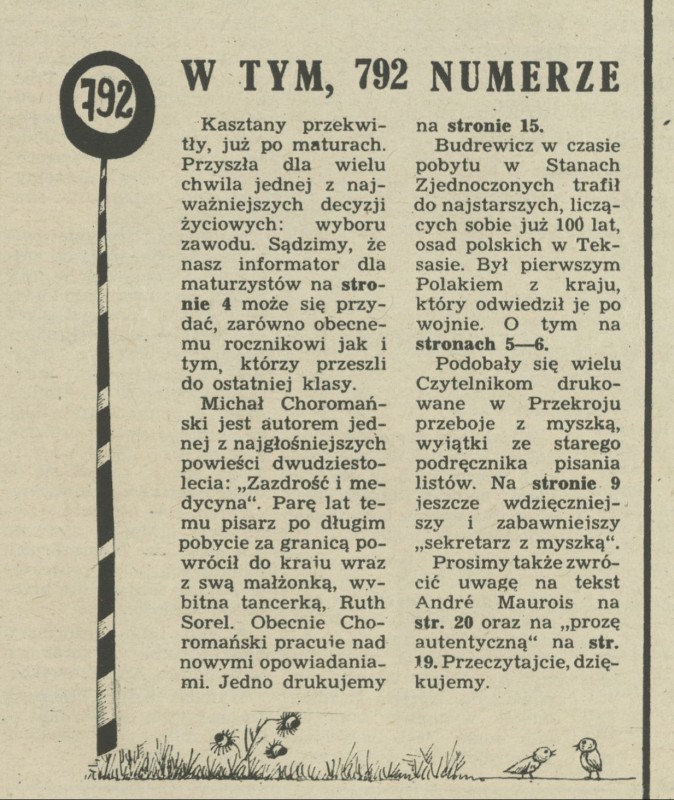 792
W TYM, 792 NUMERZE
Kasztany przekwi-
tły, już po maturach.
Przyszła dla wielu
chwila jednej z naj-
ważniejszych decyzji
życiowych: wyboru
zawodu. Sądzimy, że
nasz informator dla
maturzystów na stro-
nie 4 może się przy-
dać, zarówno obecne-
mu rocznikowi jak i
tym, którzy przeszli
do ostatniej klasy.
Michał Choromań-
ski jest autorem jed-
nej z najgłośniejszych
powieści dwudziesto-
lecia: „Zazdrość i me-
dycyna“. Parę lat te-
mu pisarz po długim
pobycie za granicą po-
wrócił do kraju wraz
z swą małżonką, wy-
bitna tancerką, Ruth
Sorel. Obecnie Cho-
romański pracuje nad
nowymi opowiadania-
mi. Jedno drukujemy
na stronie 15.
Budrewicz w czasie
pobytu w Stanach
Zjednoczonych trafił
do najstarszych, liczą-
cych sobie już 100 lat,
osad polskich w Tek-
sasie. Był pierwszym
Polakiem z kraju,
który odwiedził je po
wojnie. O tym na
stronach 5—6.
Podobały się wielu
Czytelnikom druko-
wane w Przekroju
przeboje z myszką,
wyjątki ze starego
podręcznika pisania
listów. Na stronie 9
jeszcze wdzięczniej-
szy i zabawniejszy
„sekretarz z myszką“.
Prosimy także zwró-
cić uwagę na tekst
André Maurois na
str. 20 oraz na „prozę
autentyczną“ na str.
19. Przeczytajcie, dzię-
kujemy.